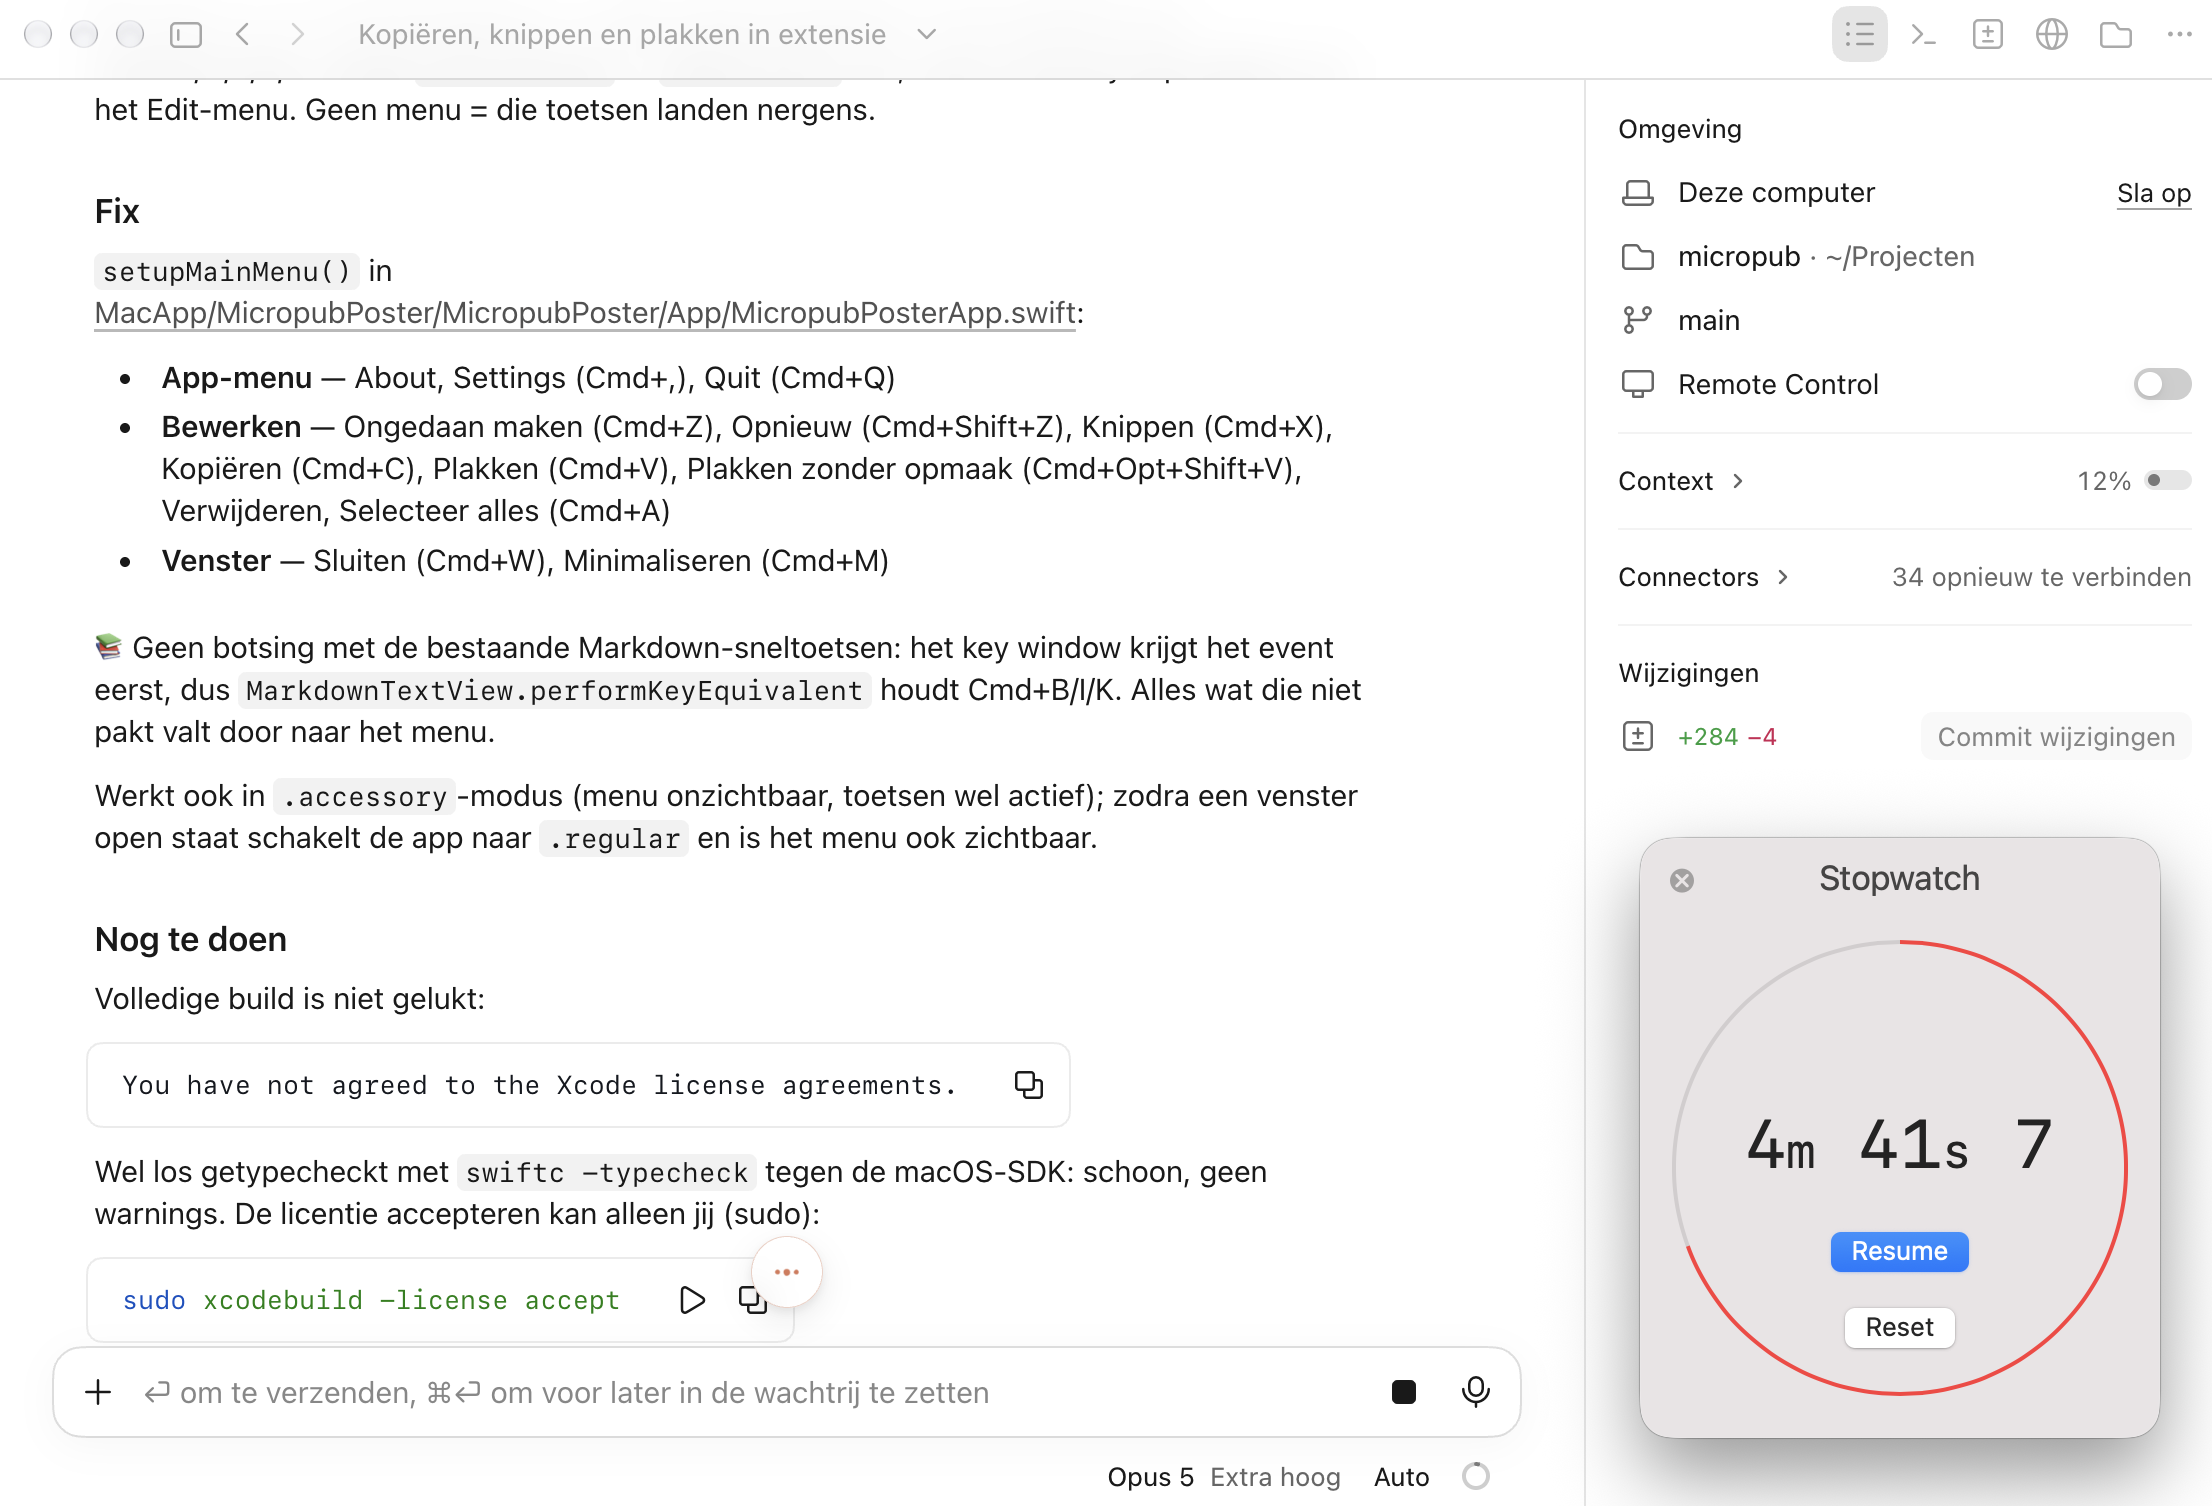 Kopiëren, knippen en plakken in extensie
het Edit-menu. Geen menu = die toetsen landen nergens.
Fix
setupMainMenu() in
MacApp/MicropubPoster/MicropubPoster/App/MicropubPosterApp.swift:
• App-menu — About, Settings (Cmd+,), Quit (Cmd+Q)
• Bewerken — Ongedaan maken (Cmd+Z), Opnieuw (Cmd+Shift+Z), Knippen (Cmd+X),
Kopiëren (Cmd+C), Plakken (Cmd+V), Plakken zonder opmaak (Cmd+Opt+Shift+V),
Verwijderen, Selecteer alles (Cmd+A)
• Venster — Sluiten (Cmd+W), Minimaliseren (Cmd+M)
📚 Geen botsing met de bestaande Markdown-sneltoetsen: het key window krijgt het event
eerst, dus MarkdownTextView.performKeyEquivalent houdt Cmd+B/I/K. Alles wat die niet
pakt valt door naar het menu.
Werkt ook in .accessory-modus (menu onzichtbaar, toetsen wel actief); zodra een venster
open staat schakelt de app naar .regular en is het menu ook zichtbaar.
Nog te doen
Volledige build is niet gelukt:
You have not agreed to the Xcode license agreements.
Wel los getypecheckt met swiftc -typecheck tegen de macOS-SDK: schoon, geen
warnings. De licentie accepteren kan alleen jij (sudo):
sudo xcodebuild -license accept
⏎ om te verzenden, ⌘⏎ om voor later in de wachtrij te zetten
Opus 5 Extra hoog Auto
Omgeving
Deze computer Sla op
micropub · ~/Projecten
main
Remote Control
Context 12%
Connectors 34 opnieuw te verbinden
Wijzigingen
+284 −4 Commit wijzigingen
Stopwatch
4m 41s 7
Resume
Reset